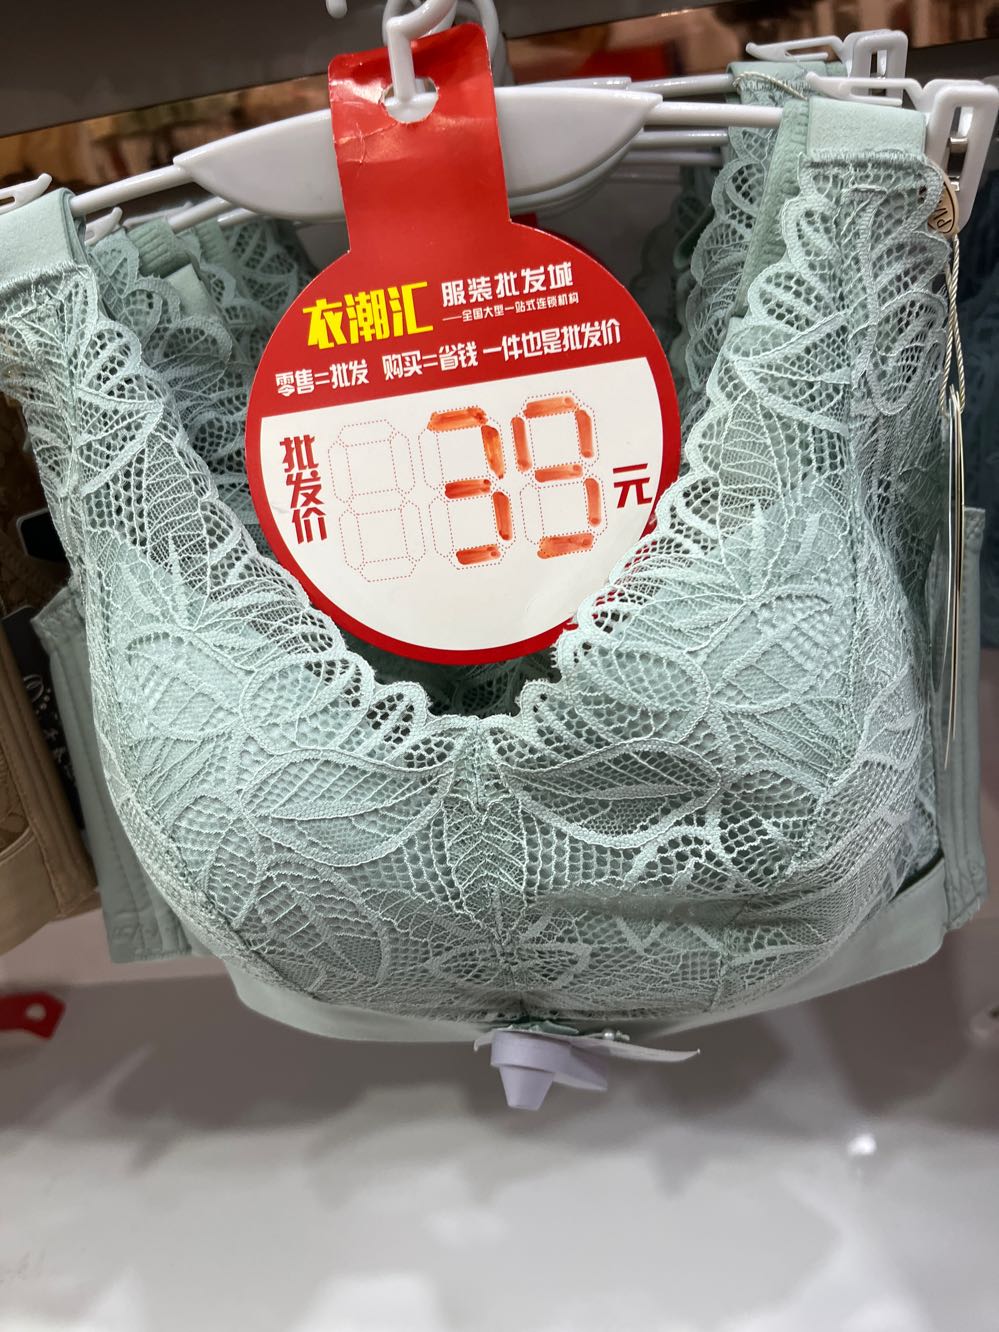 衣潮汇 服装批发城
——全国大型一站式连锁机构
零售=批发 购买=省钱 一件也是批发价
批发价 39 元